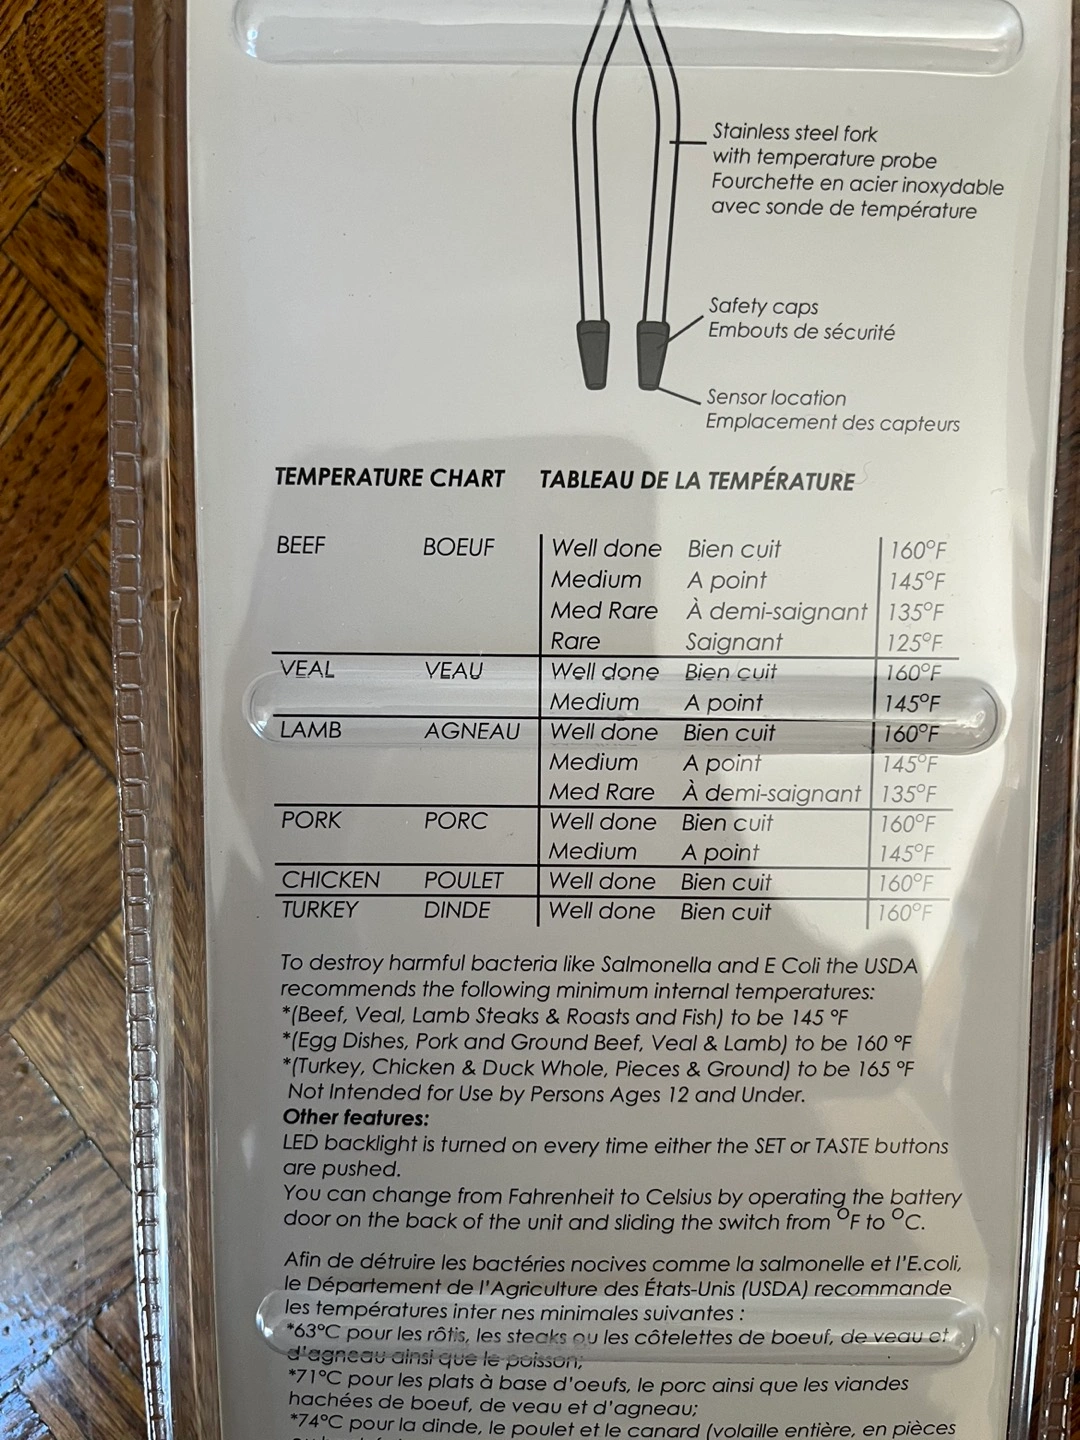 Stainless steel fork
with temperature probe
Fourchette en acier inoxydable
avec sonde de température
Safety caps
Embouts de sécurité
Sensor location
Emplacement des capteurs
TEMPERATURE CHART TABLEAU DE LA TEMPÉRATURE
BEEF BOEUF Well done Bien cuit 160°F
Medium A point 145°F
Med Rare À demi-saignant 135°F
Rare Saignant 125°F
VEAL VEAU Well done Bien cuit 160°F
Medium A point 145°F
LAMB AGNEAU Well done Bien cuit 160°F
Medium A point 145°F
Med Rare À demi-saignant 135°F
PORK PORC Well done Bien cuit 160°F
Medium A point 145°F
CHICKEN POULET Well done Bien cuit 160°F
TURKEY DINDE Well done Bien cuit 160°F
To destroy harmful bacteria like Salmonella and E Coli the USDA
recommends the following minimum internal temperatures:
*(Beef, Veal, Lamb Steaks & Roasts and Fish) to be 145 °F
*(Egg Dishes, Pork and Ground Beef, Veal & Lamb) to be 160 °F
*(Turkey, Chicken & Duck Whole, Pieces & Ground) to be 165 °F
Not Intended for Use by Persons Ages 12 and Under.
Other features:
LED backlight is turned on every time either the SET or TASTE buttons
are pushed.
You can change from Fahrenheit to Celsius by operating the battery
door on the back of the unit and sliding the switch from °F to °C.
Afin de détruire les bactéries nocives comme la salmonelle et l'E.coli,
le Département de l'Agriculture des États-Unis (USDA) recommande
les températures inter nes minimales suivantes :
*63°C pour les rôtis, les steaks ou les côtelettes de boeuf, de veau et
d'agneau ainsi que le poisson;
*71°C pour les plats à base d'oeufs, le porc ainsi que les viandes
hachées de boeuf, de veau et d'agneau;
*74°C pour la dinde, le poulet et le canard (volaille entière, en pièces